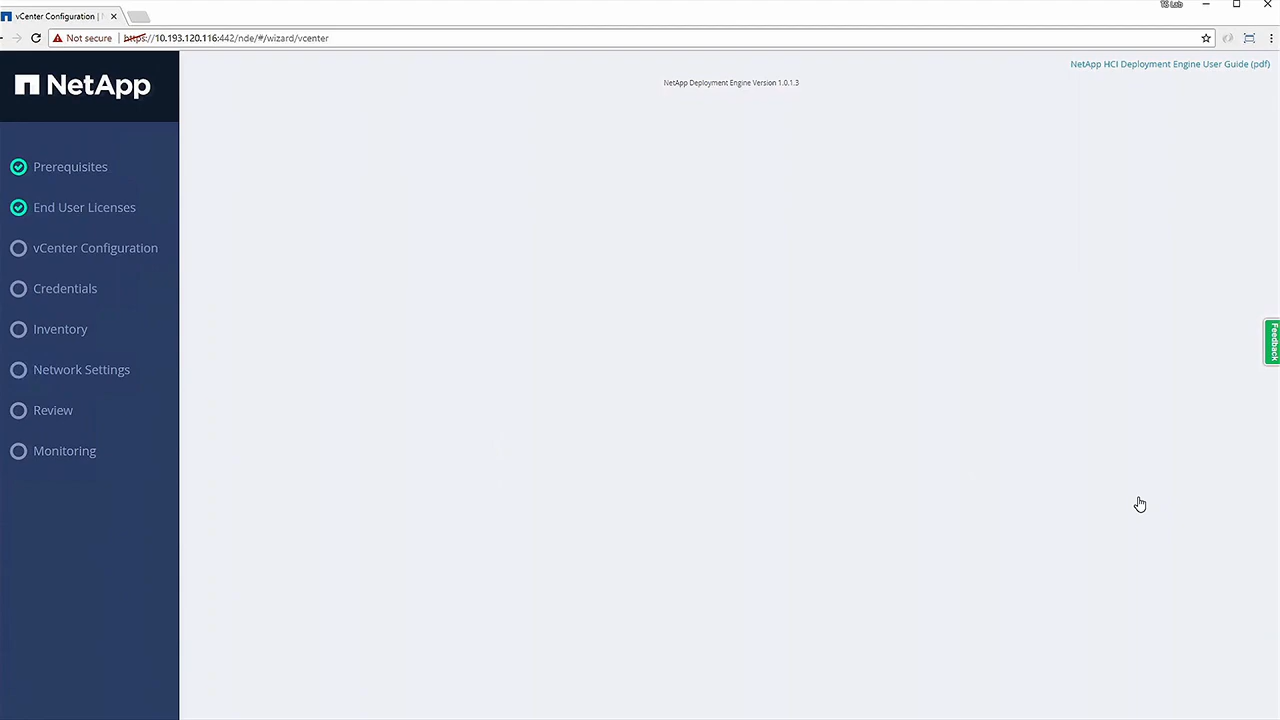 TS Lab
vCenter Configuration | N
Not secure | https://10.193.120.116:442/nde/#/wizard/vcenter
NetApp
NetApp HCI Deployment Engine User Guide (pdf)
NetApp Deployment Engine Version 1.0.1.3
Prerequisites
End User Licenses
vCenter Configuration
Credentials
Inventory
Network Settings
Review
Monitoring
Feedback